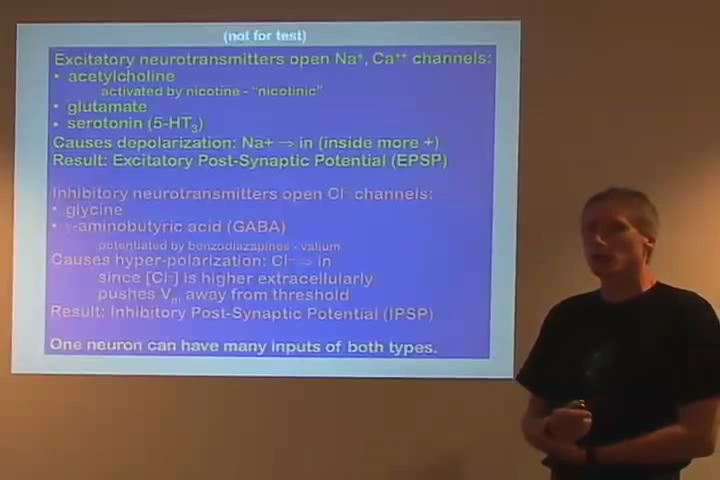 (not for test)
Excitatory neurotransmitters open Na⁺, Ca⁺⁺ channels:
• acetylcholine
activated by nicotine - "nicotinic"
• glutamate
• serotonin (5-HT₃)
Causes depolarization: Na+ ⇒ in (inside more +)
Result: Excitatory Post-Synaptic Potential (EPSP)
Inhibitory neurotransmitters open Cl⁻ channels:
• glycine
• γ-aminobutyric acid (GABA)
potentiated by benzodiazapines - valium
Causes hyper-polarization: Cl⁻ ⇒ in
since [Cl⁻] is higher extracellularly
pushes Vₘ away from threshold
Result: Inhibitory Post-Synaptic Potential (IPSP)
One neuron can have many inputs of both types.